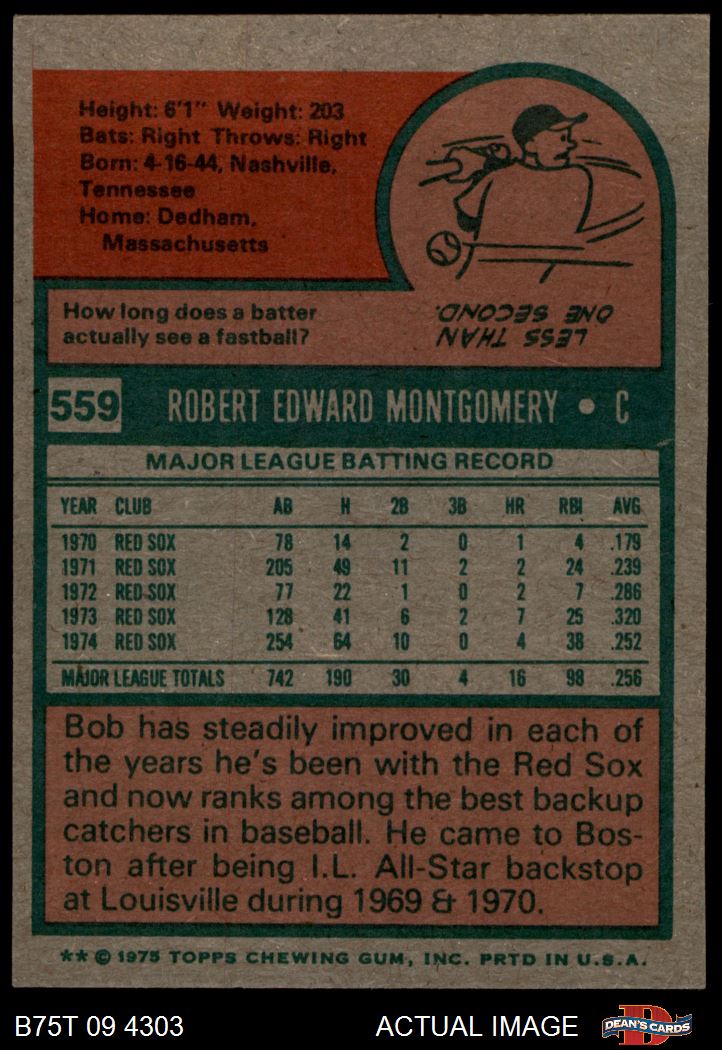 Height: 6'1" Weight: 203
Bats: Right Throws: Right
Born: 4-16-44, Nashville,
Tennessee
Home: Dedham,
Massachusetts
How long does a batter
actually see a fastball?
LESS THAN
ONE SECOND.
559 ROBERT EDWARD MONTGOMERY • C
MAJOR LEAGUE BATTING RECORD
YEAR CLUB AB H 2B 3B HR RBI AVG
1970 RED SOX 78 14 2 0 1 4 .179
1971 RED SOX 205 49 11 2 2 24 .239
1972 RED SOX 77 22 1 0 2 7 .286
1973 RED SOX 128 41 6 2 7 25 .320
1974 RED SOX 254 64 10 0 4 38 .252
MAJOR LEAGUE TOTALS 742 190 30 4 16 98 .256
Bob has steadily improved in each of
the years he's been with the Red Sox
and now ranks among the best backup
catchers in baseball. He came to Bos-
ton after being I.L. All-Star backstop
at Louisville during 1969 & 1970.
** © 1975 TOPPS CHEWING GUM, INC. PRTD IN U.S.A.
B75T 09 4303 ACTUAL IMAGE D DEAN'S CARDS